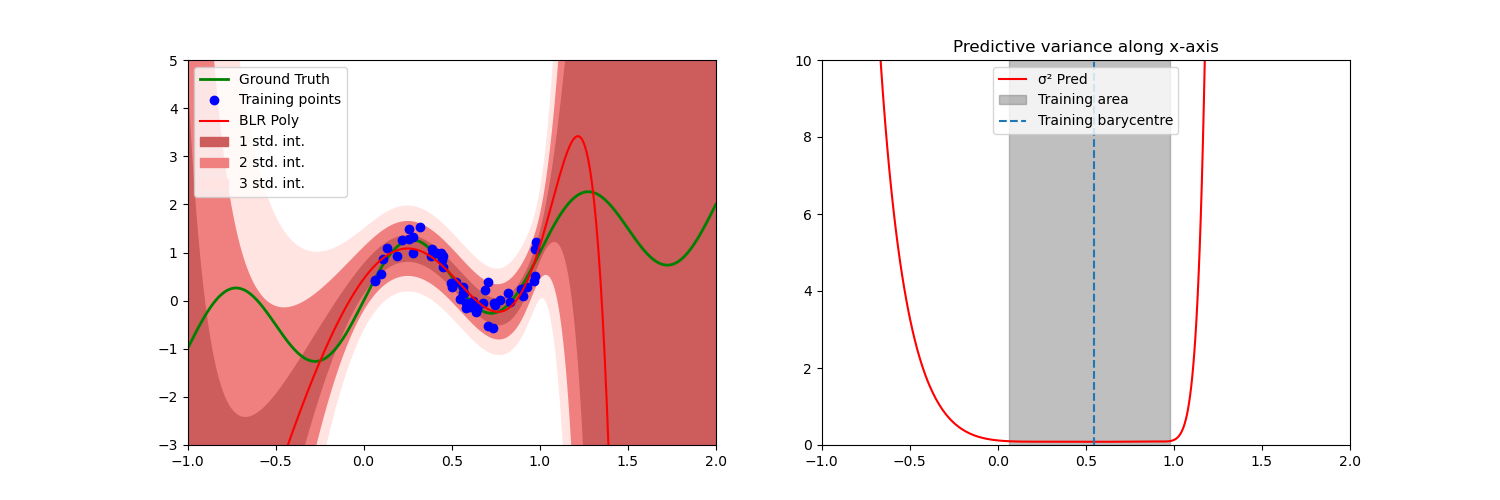 5
4
3
2
1
0
−1
−2
−3
−1.0 −0.5 0.0 0.5 1.0 1.5 2.0
Ground Truth
Training points
BLR Poly
1 std. int.
2 std. int.
3 std. int.
Predictive variance along x-axis
10
8
6
4
2
0
−1.0 −0.5 0.0 0.5 1.0 1.5 2.0
σ² Pred
Training area
Training barycentre